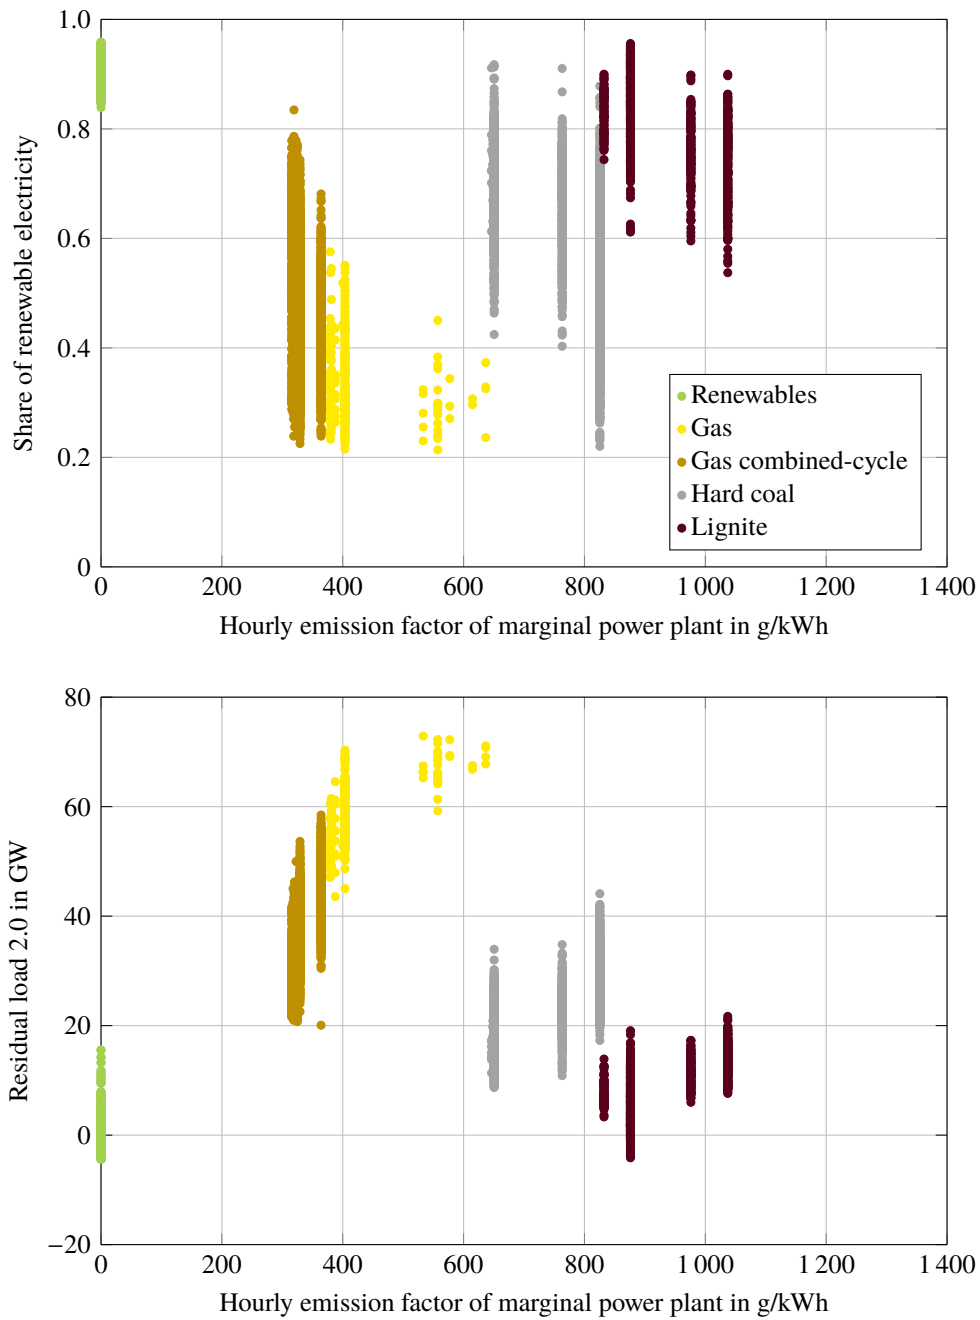 1.0
0.8
0.6
0.4
0.2
0
Share of renewable electricity
Renewables
Gas
Gas combined-cycle
Hard coal
Lignite
0 200 400 600 800 1 000 1 200 1 400
Hourly emission factor of marginal power plant in g/kWh
80
60
40
20
0
−20
Residual load 2.0 in GW
0 200 400 600 800 1 000 1 200 1 400
Hourly emission factor of marginal power plant in g/kWh